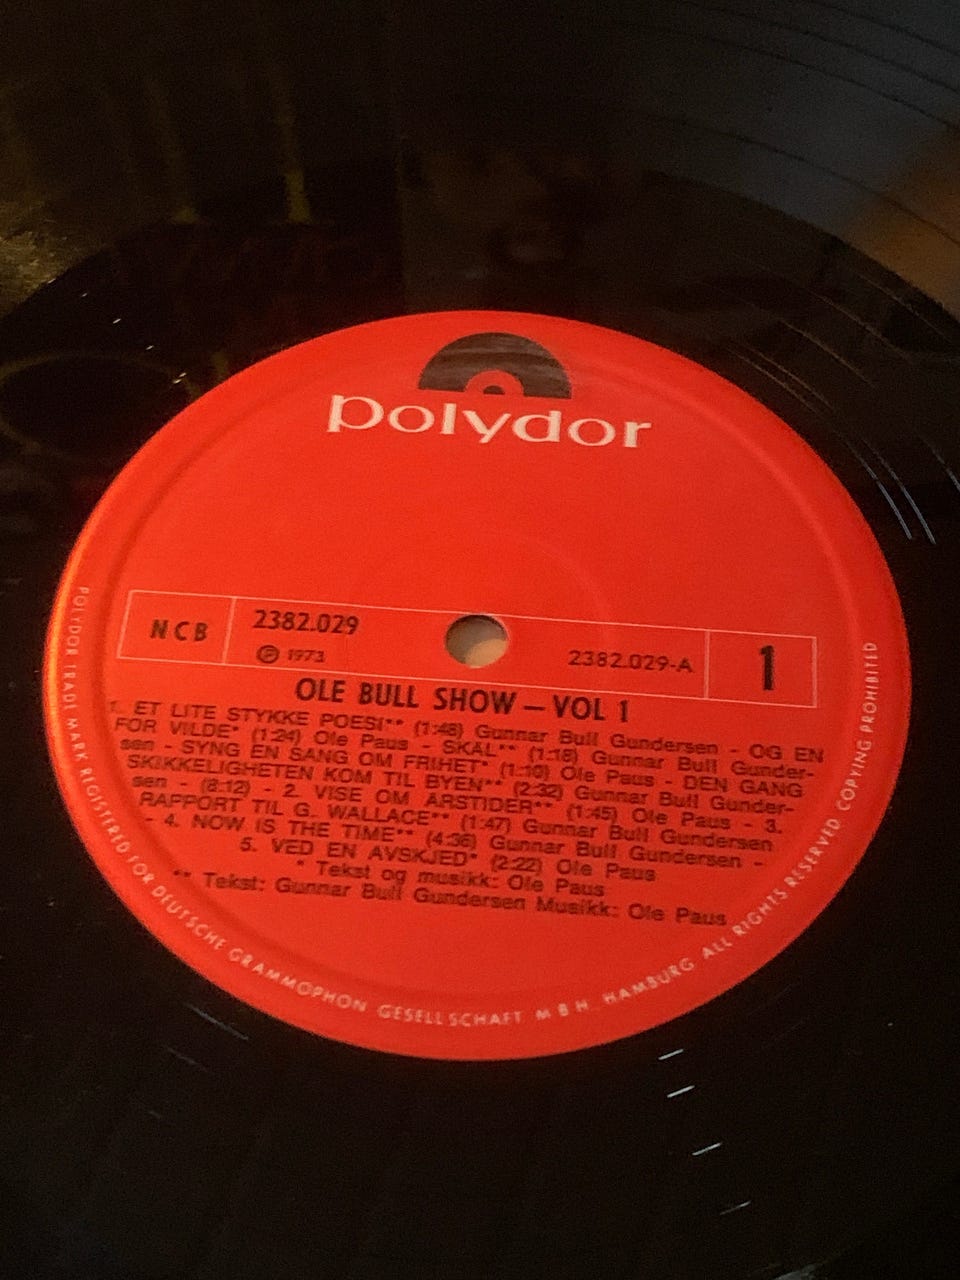 polydor
NCB
2382.029
Ⓟ 1973
2382.029-A
1
OLE BULL SHOW – VOL 1
1. ET LITE STYKKE POESI** (1:48) Gunnar Bull Gundersen - OG EN
FOR VILDE* (1:24) Ole Paus - SKÅL** (1:18) Gunnar Bull Gunder-
sen - SYNG EN SANG OM FRIHET* (1:10) Ole Paus - DEN GANG
SKIKKELIGHETEN KOM TIL BYEN** (2:32) Gunnar Bull Gunder-
sen - (8:12) - 2. VISE OM ÅRSTIDER** (1:45) Ole Paus - 3.
RAPPORT TIL G. WALLACE** (1:47) Gunnar Bull Gundersen
- 4. NOW IS THE TIME** (4:36) Gunnar Bull Gundersen -
5. VED EN AVSKJED* (2:22) Ole Paus
* Tekst og musikk: Ole Paus
** Tekst: Gunnar Bull Gundersen Musikk: Ole Paus
POLYDOR TRADE MARK REGISTERED FOR DEUTSCHE GRAMMOPHON GESELLSCHAFT M B H. HAMBURG ALL RIGHTS RESERVED COPYING PROHIBITED